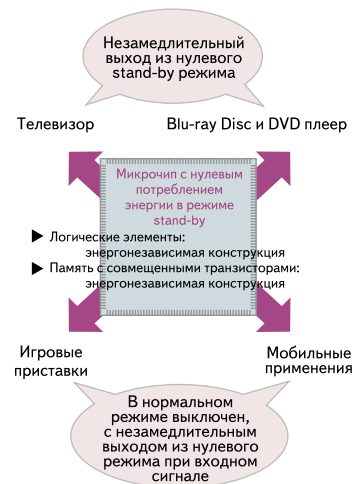 Незамедлительный
выход из нулевого
stand-by режима
Телевизор
Blu-ray Disc и DVD плеер
Микрочип с нулевым
потреблением
энергии в режиме
stand-by
Логические элементы:
энергонезависимая конструкция
Память с совмещенными транзисторами:
энергонезависимая конструкция
Игровые
приставки
Мобильные
применения
В нормальном
режиме выключен,
с незамедлительным
выходом из нулевого
режима при входном
сигнале